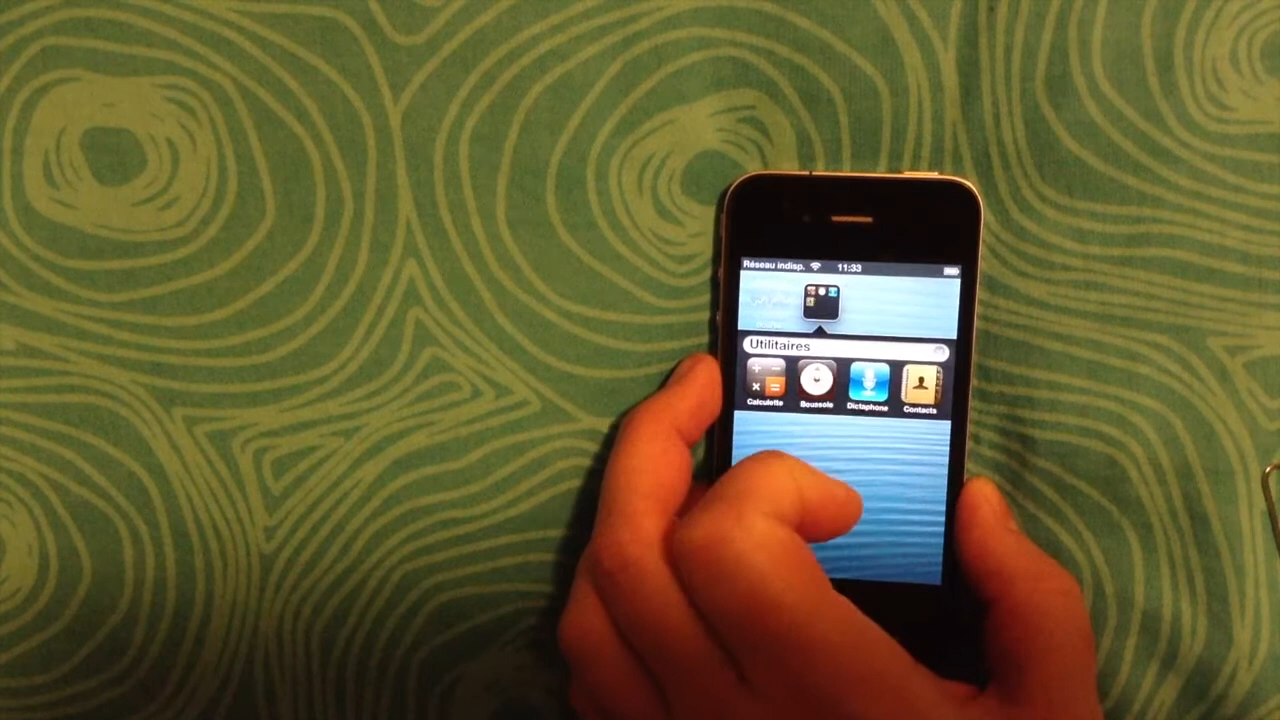 Réseau indisp. 11:33
Utilitaires
Calculette Boussole Dictaphone Contacts